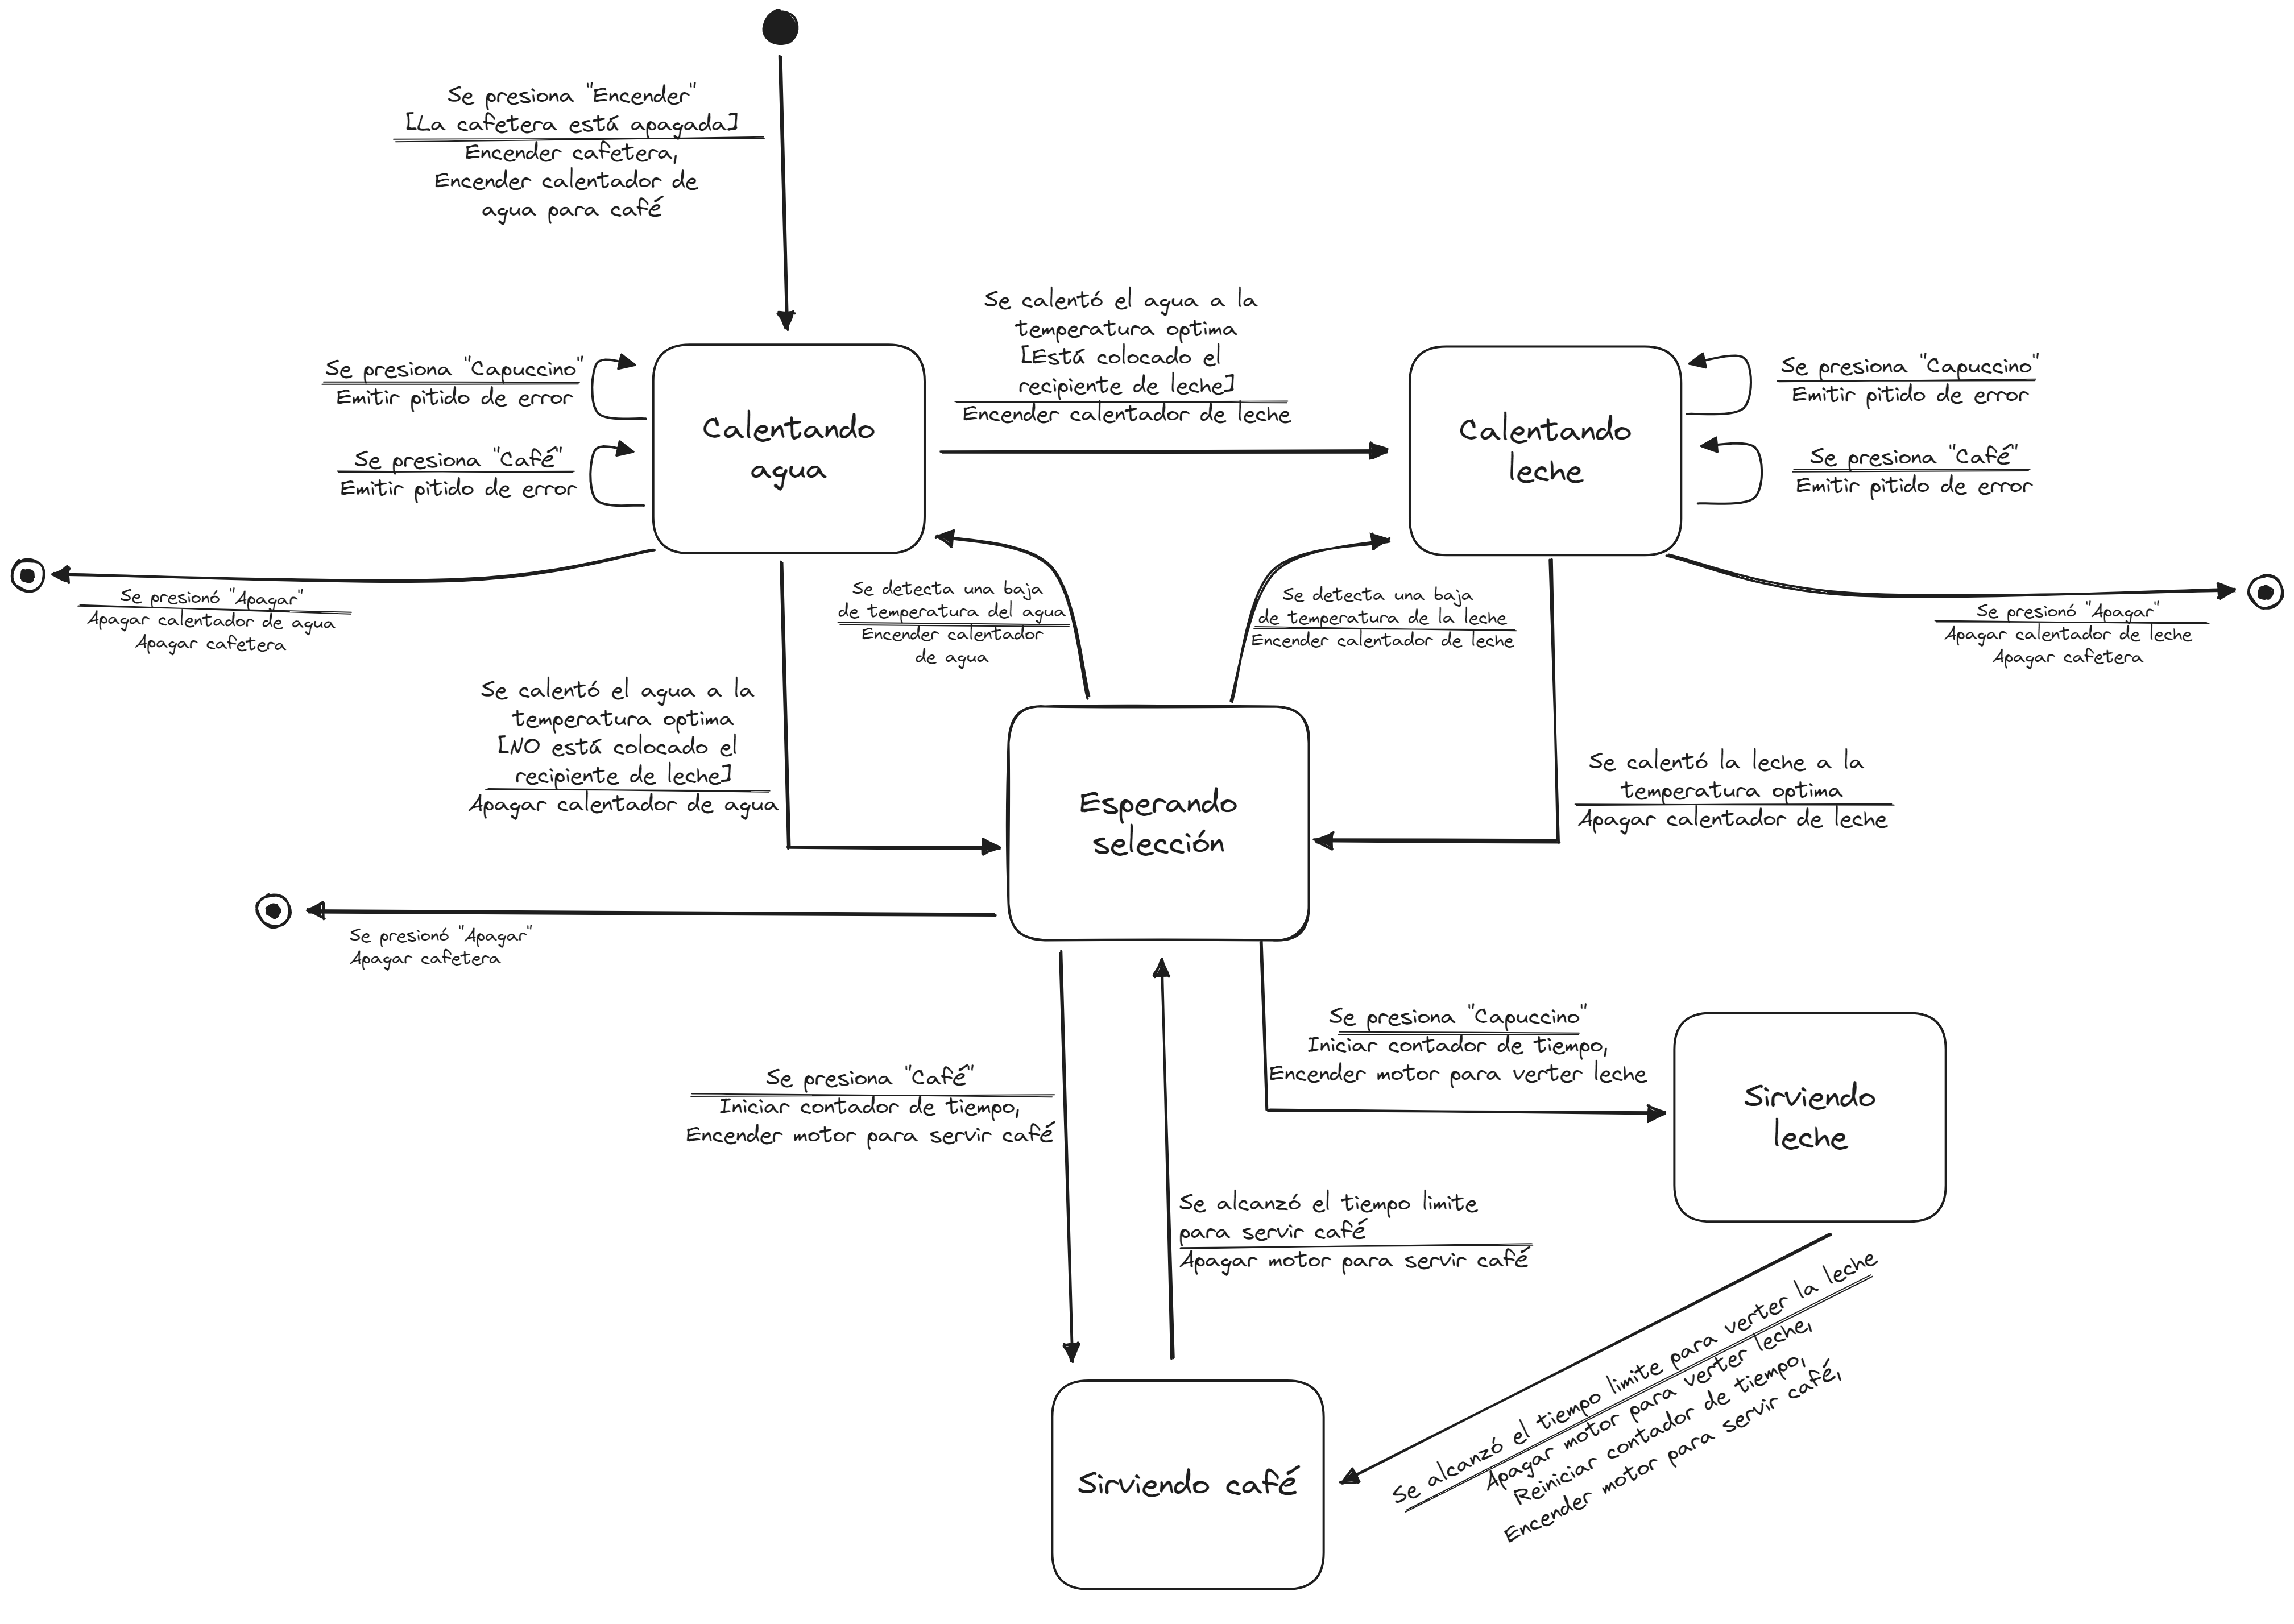 Se presiona "Encender"
[La cafetera está apagada]
Encender cafetera,
Encender calentador de
agua para café
Se calentó el agua a la
temperatura optima
[Está colocado el
recipiente de leche]
Encender calentador de leche
Se presiona "Capuccino"
Emitir pitido de error
Se presiona "Café"
Emitir pitido de error
Calentando
agua
Calentando
leche
Se presiona "Capuccino"
Emitir pitido de error
Se presiona "Café"
Emitir pitido de error
Se presionó "Apagar"
Apagar calentador de agua
Apagar cafetera
Se detecta una baja
de temperatura del agua
Encender calentador
de agua
Se detecta una baja
de temperatura de la leche
Encender calentador de leche
Se presionó "Apagar"
Apagar calentador de leche
Apagar cafetera
Se calentó el agua a la
temperatura optima
[NO está colocado el
recipiente de leche]
Apagar calentador de agua
Esperando
selección
Se calentó la leche a la
temperatura optima
Apagar calentador de leche
Se presionó "Apagar"
Apagar cafetera
Se presiona "Café"
Iniciar contador de tiempo,
Encender motor para servir café
Se presiona "Capuccino"
Iniciar contador de tiempo,
Encender motor para verter leche
Sirviendo
leche
Se alcanzó el tiempo limite
para servir café
Apagar motor para servir café
Se alcanzó el tiempo limite para verter la leche
Apagar motor para verter leche,
Reiniciar contador de tiempo,
Encender motor para servir café,
Sirviendo café